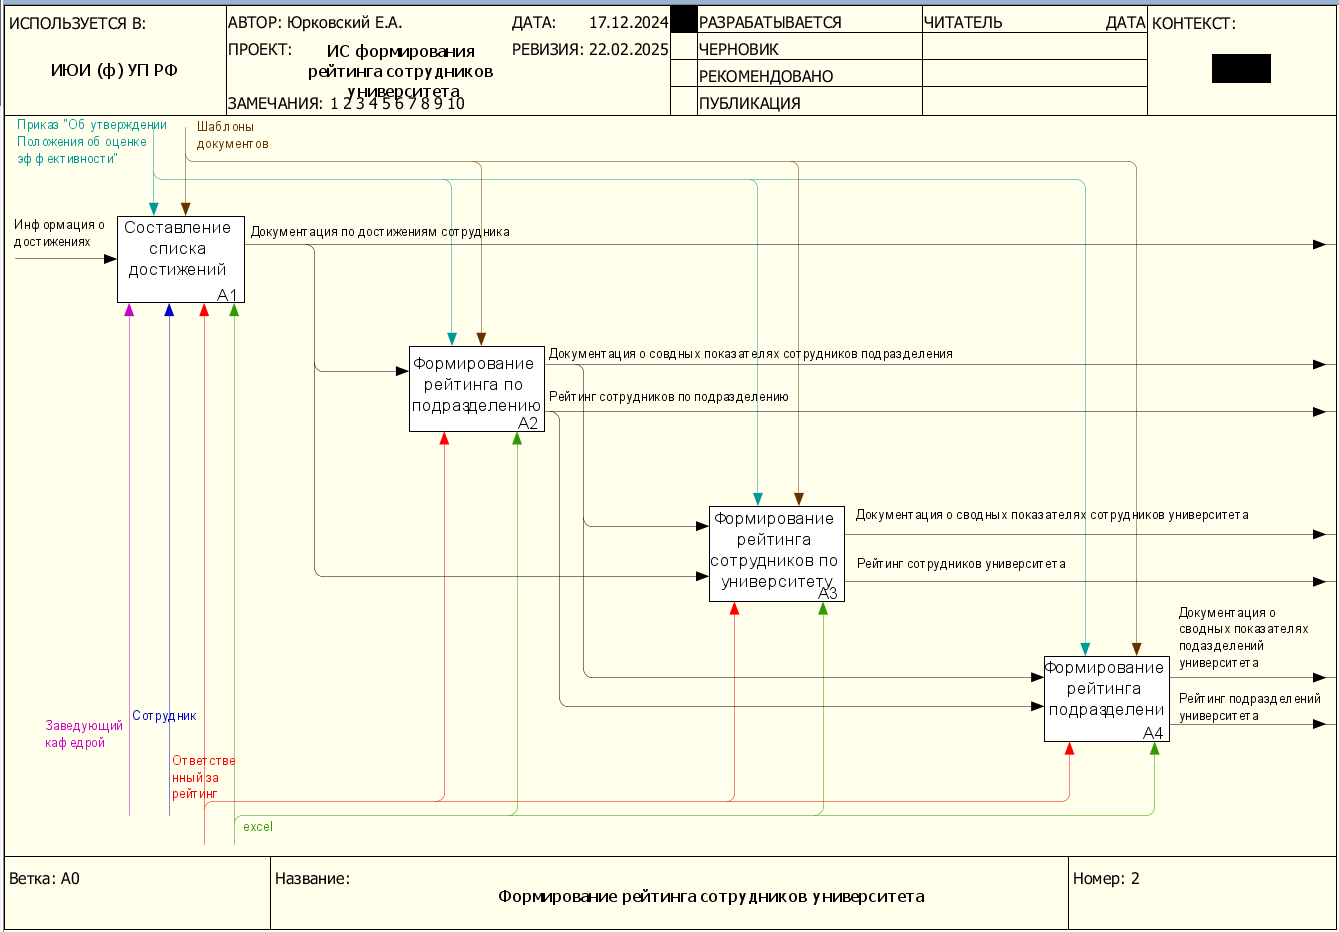 ИСПОЛЬЗУЕТСЯ В:
ИЮИ (ф) УП РФ
АВТОР: Юрковский Е.А.
ДАТА: 17.12.2024
ПРОЕКТ: ИС формирования
рейтинга сотрудников
университета
РЕВИЗИЯ: 22.02.2025
ЗАМЕЧАНИЯ: 1 2 3 4 5 6 7 8 9 10
РАЗРАБАТЫВАЕТСЯ
ЧЕРНОВИК
РЕКОМЕНДОВАНО
ПУБЛИКАЦИЯ
ЧИТАТЕЛЬ ДАТА
КОНТЕКСТ:
Приказ "Об утверждении
Положения об оценке
эффективности"
Шаблоны
документов
Информация о
достижениях
Составление
списка
достижений
A1
Документация по достижениям сотрудника
Формирование
рейтинга по
подразделению
A2
Документация о совдных показателях сотрудников подразделения
Рейтинг сотрудников по подразделению
Формирование
рейтинга
сотрудников по
университету
A3
Документация о сводных показателях сотрудников университета
Рейтинг сотрудников университета
Формирование
рейтинга
подразделени
A4
Документация о
сводных показателях
подазделений
университета
Рейтинг подразделений
университета
Заведующий
кафедрой
Сотрудник
Ответстве
нный за
рейтинг
excel
Ветка: A0
Название:
Формирование рейтинга сотрудников университета
Номер: 2